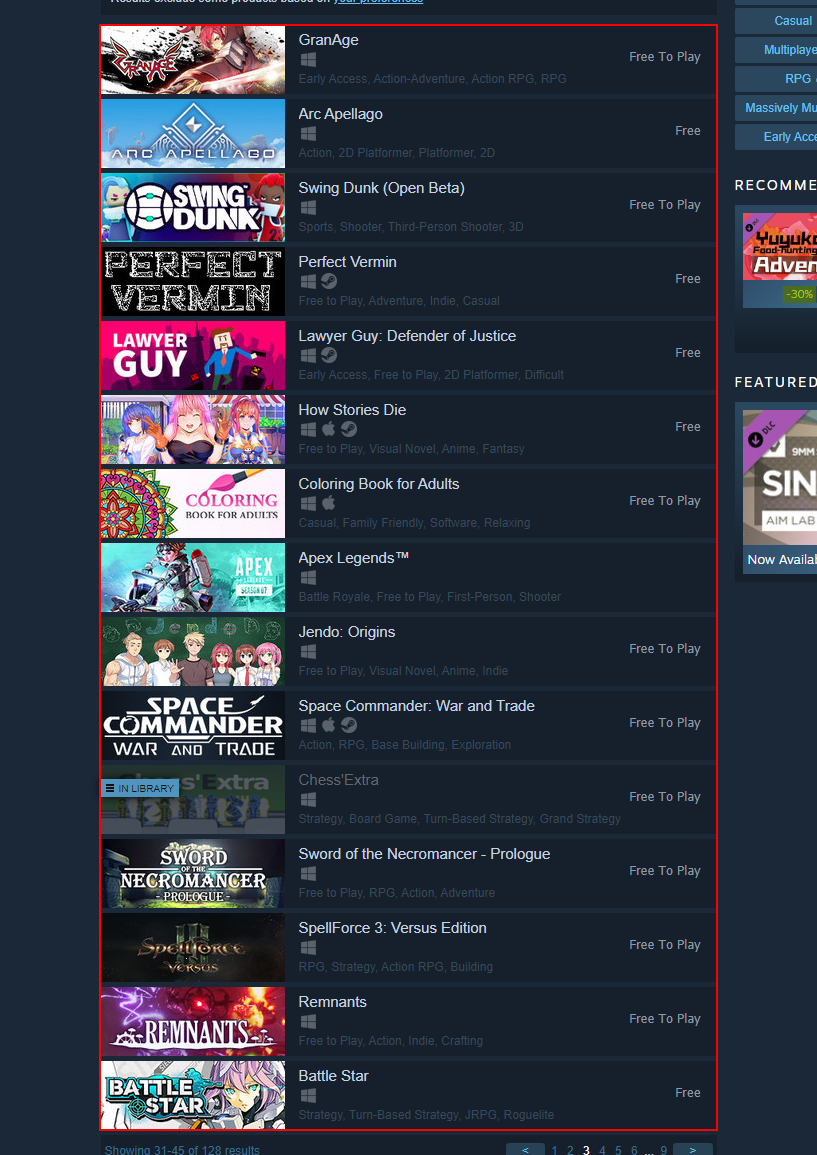 Results exclude some products based on your preferences
GRANAGE
GranAge
Free To Play
Early Access, Action-Adventure, Action RPG, RPG
ARC APELLAGO
Arc Apellago
Free
Action, 2D Platformer, Platformer, 2D
SWING
DUNK
Swing Dunk (Open Beta)
Free To Play
Sports, Shooter, Third-Person Shooter, 3D
PERFECT
VERMIN
Perfect Vermin
Free
Free to Play, Adventure, Indie, Casual
LAWYER
GUY
Lawyer Guy: Defender of Justice
Free
Early Access, Free to Play, 2D Platformer, Difficult
How Stories Die
Free
Free to Play, Visual Novel, Anime, Fantasy
COLORING
BOOK FOR ADULTS
Coloring Book for Adults
Free To Play
Casual, Family Friendly, Software, Relaxing
APEX
LEGENDS
SEASON 07
Apex Legends™
Battle Royale, Free to Play, First-Person, Shooter
Jendo: Origins
Free To Play
Free to Play, Visual Novel, Anime, Indie
SPACE
COMMANDER
WAR AND TRADE
Space Commander: War and Trade
Free To Play
Action, RPG, Base Building, Exploration
IN LIBRARY
s'Extra
Chess'Extra
Free To Play
Strategy, Board Game, Turn-Based Strategy, Grand Strategy
SWORD
OF THE
NECROMANCER
- PROLOGUE -
Sword of the Necromancer - Prologue
Free To Play
Free to Play, RPG, Action, Adventure
SPELLFORCE
III
VERSUS
SpellForce 3: Versus Edition
Free To Play
RPG, Strategy, Action RPG, Building
REMNANTS
Remnants
Free To Play
Free to Play, Action, Indie, Crafting
BATTLE
STAR
Battle Star
Free
Strategy, Turn-Based Strategy, JRPG, Roguelite
Showing 31-45 of 128 results
< 1 2 3 4 5 6 ... 9 >
Casual
Multiplaye
RPG
Massively Mu
Early Acce
RECOMME
Yuyuko
Food-Hunting
Adven
-30%
FEATURED
DLC
9MM
SIN
AIM LAB
Now Availab